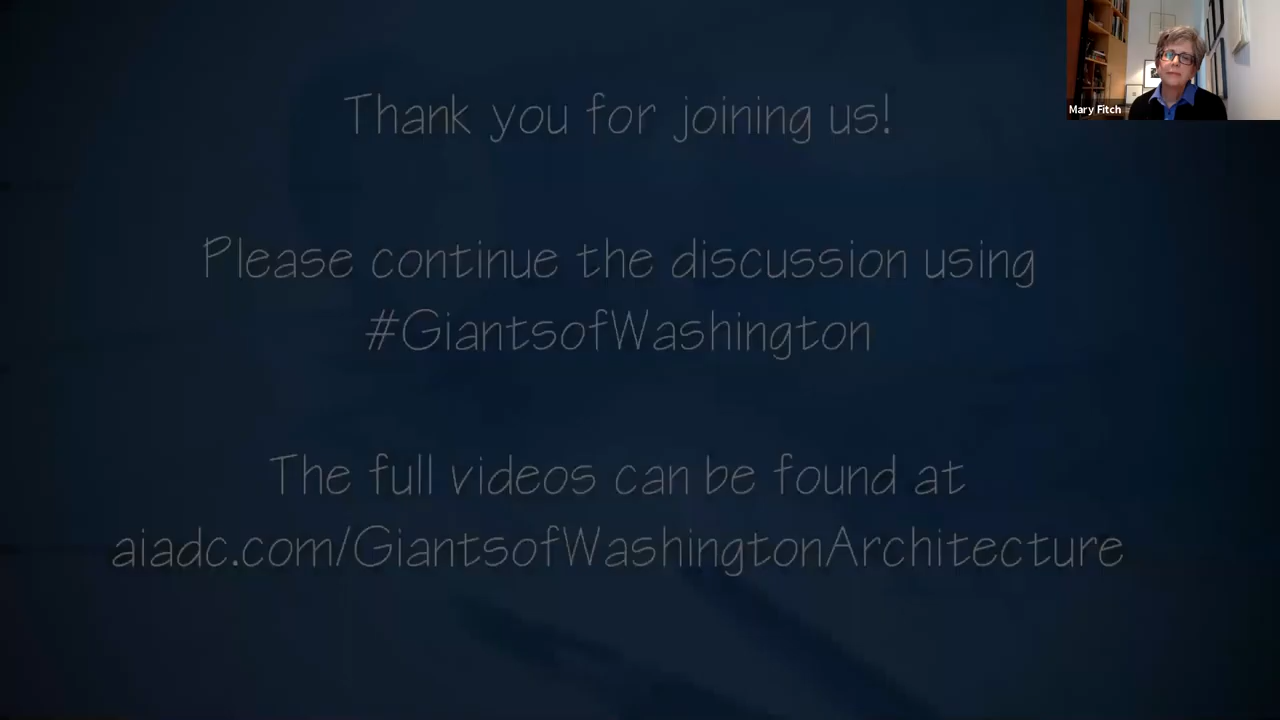 Thank you for joining us!
Please continue the discussion using
#GiantsofWashington
The full videos can be found at
aiadc.com/GiantsofWashingtonArchitecture
Mary Fitch